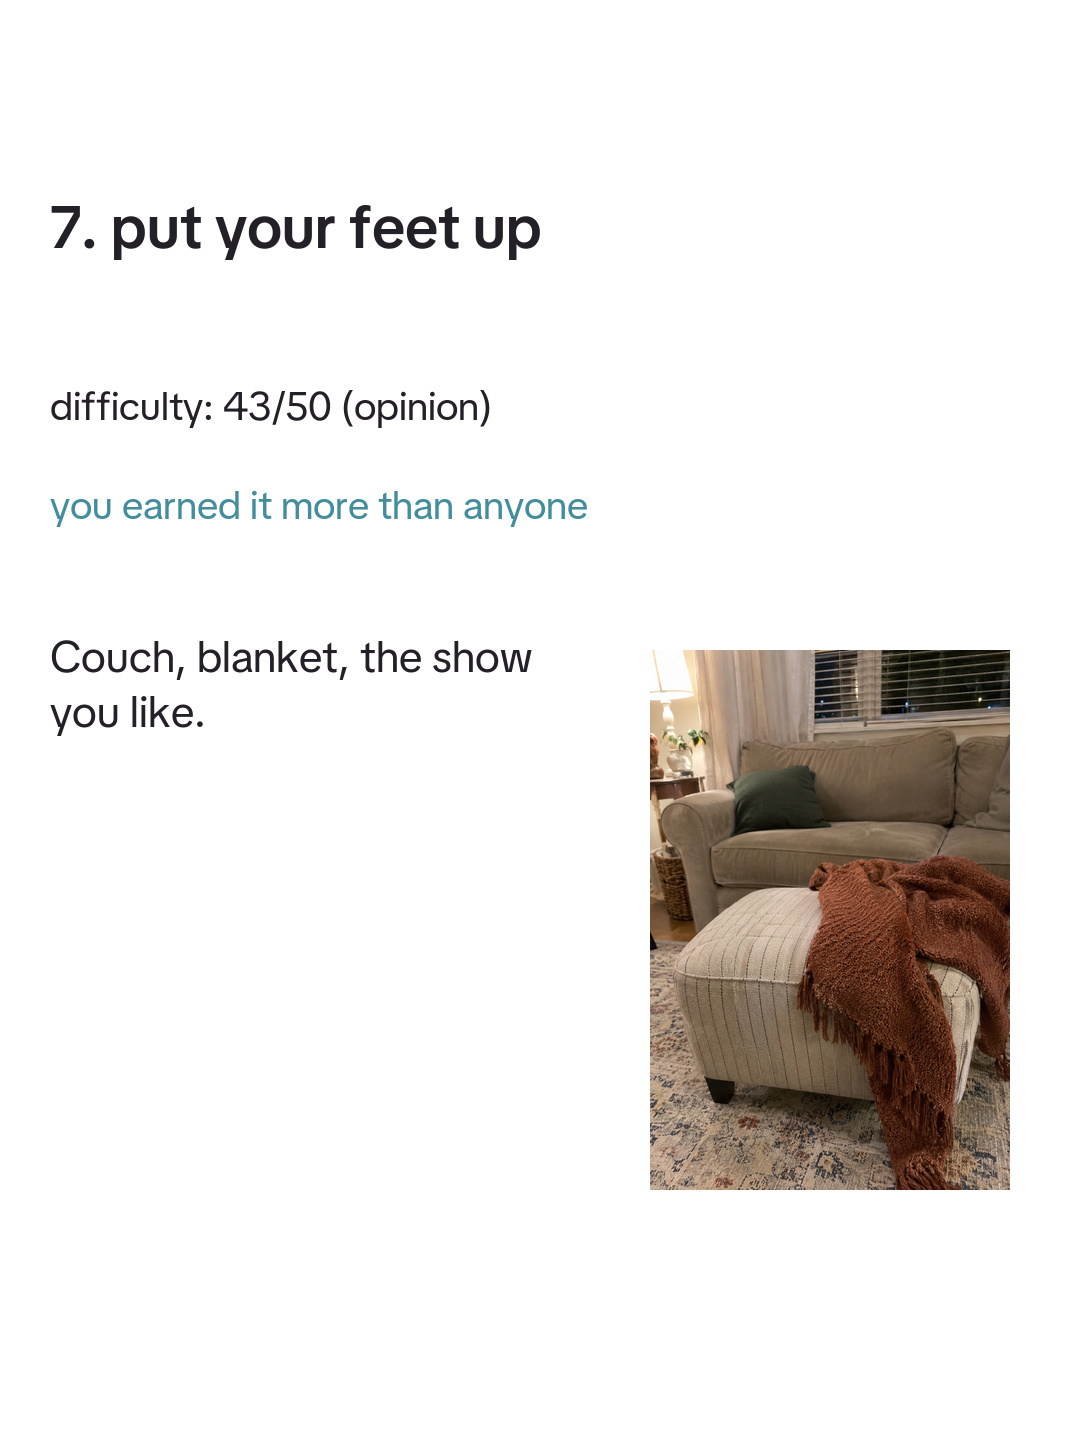 7. put your feet up
difficulty: 43/50 (opinion)
you earned it more than anyone
Couch, blanket, the show
you like.